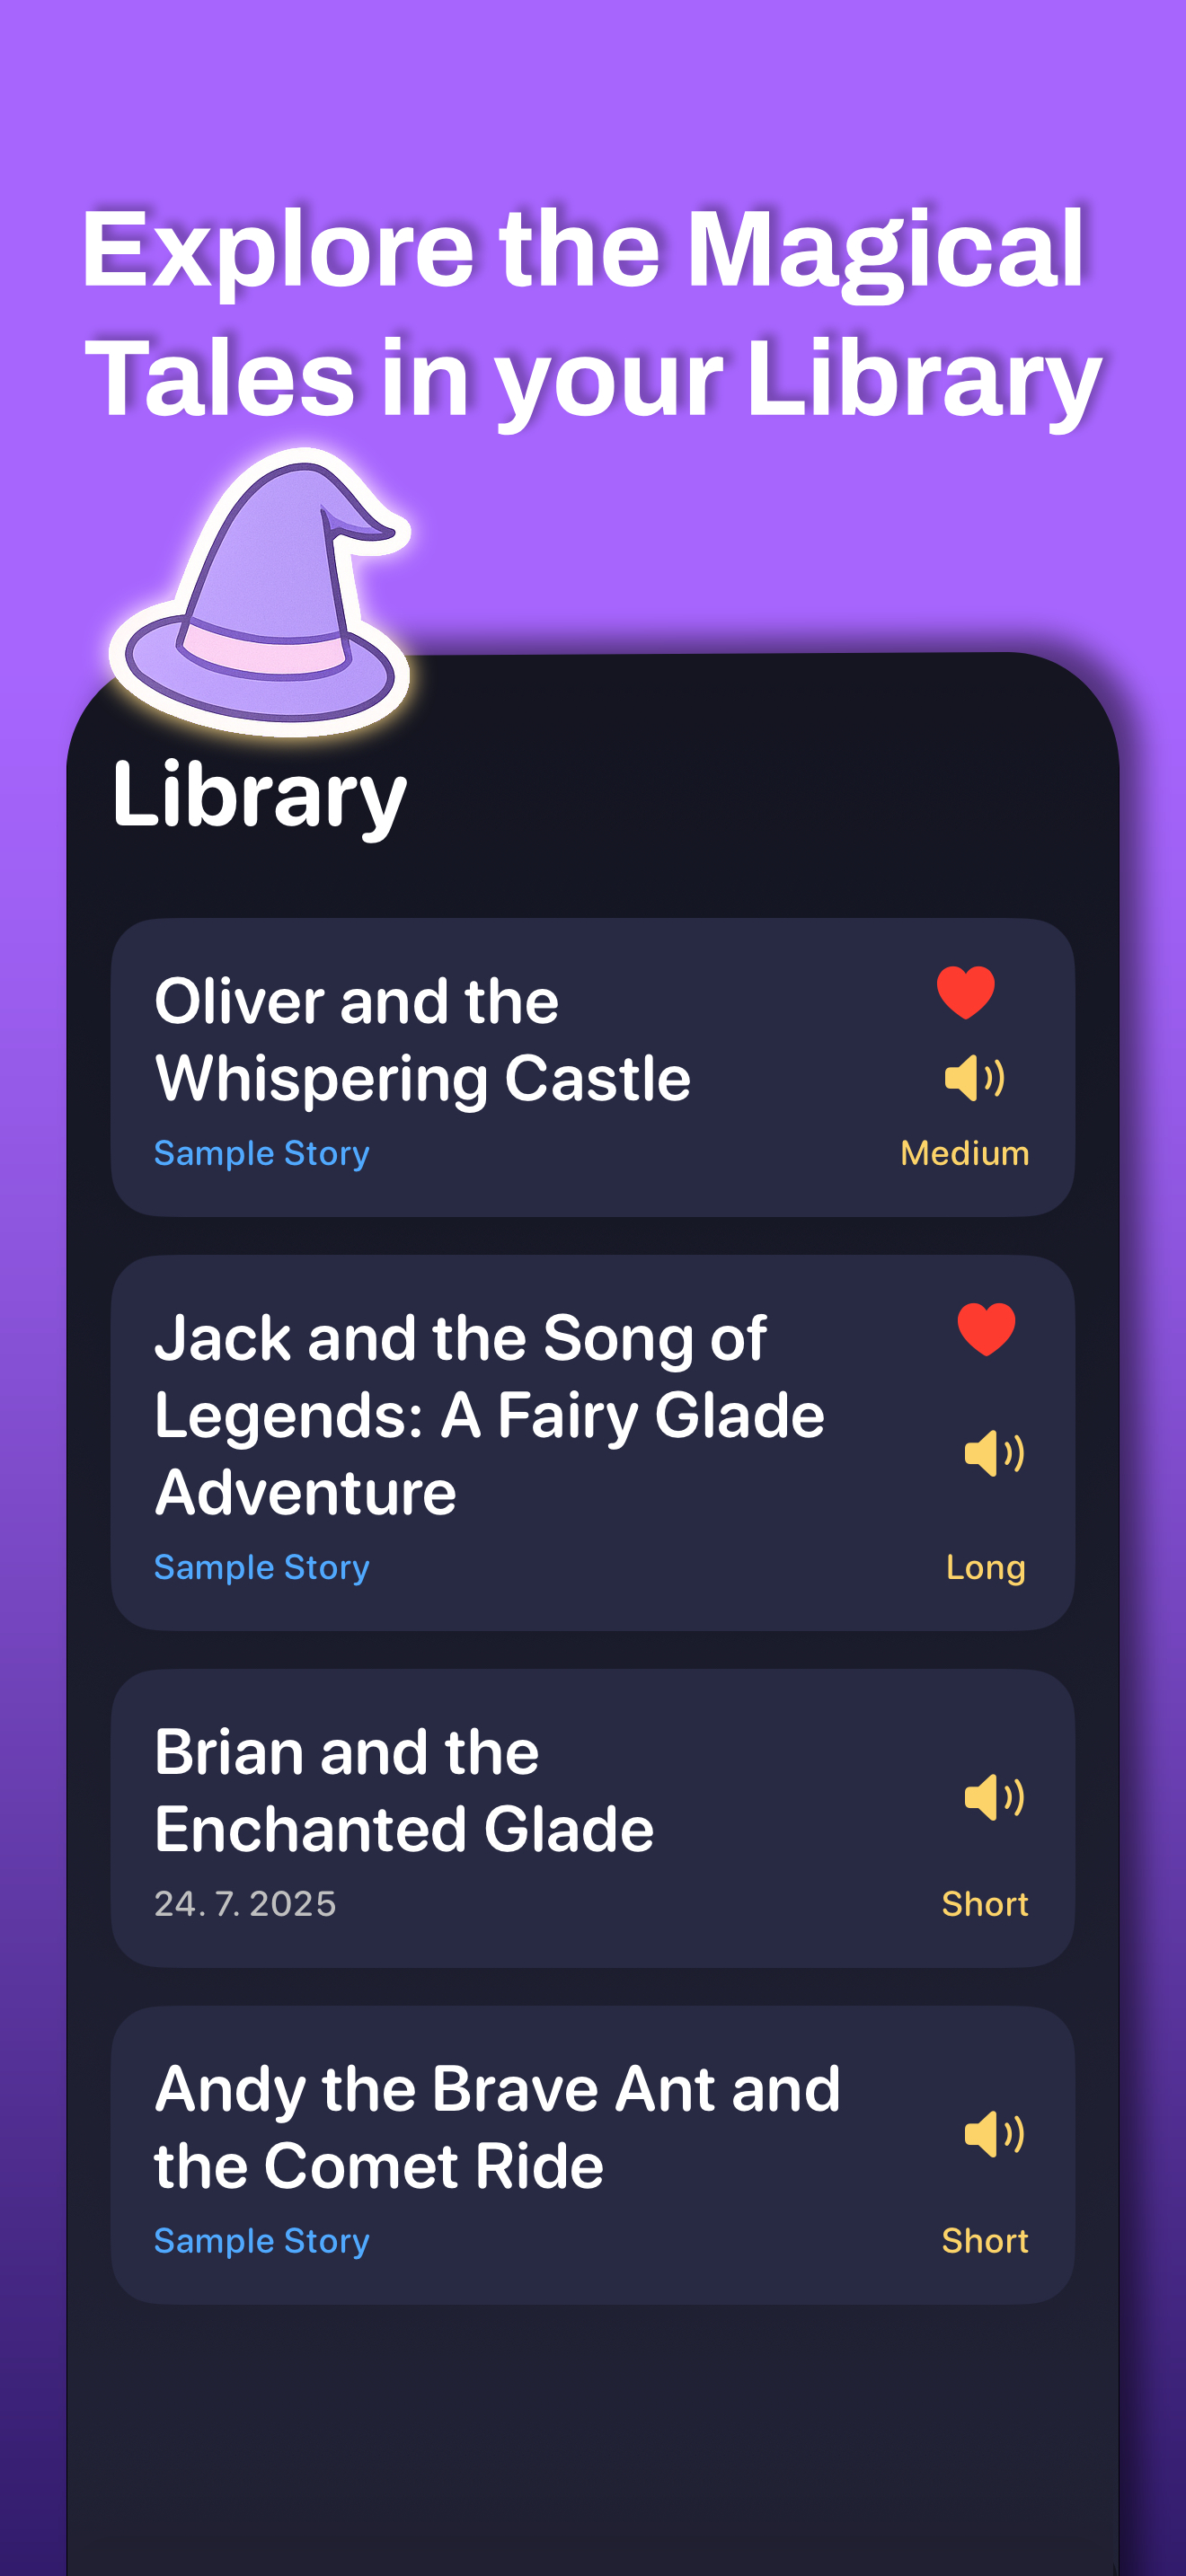 Explore the Magical
Tales in your Library
Library
Oliver and the
Whispering Castle
Sample Story
Medium
Jack and the Song of
Legends: A Fairy Glade
Adventure
Sample Story
Long
Brian and the
Enchanted Glade
24. 7. 2025
Short
Andy the Brave Ant and
the Comet Ride
Sample Story
Short